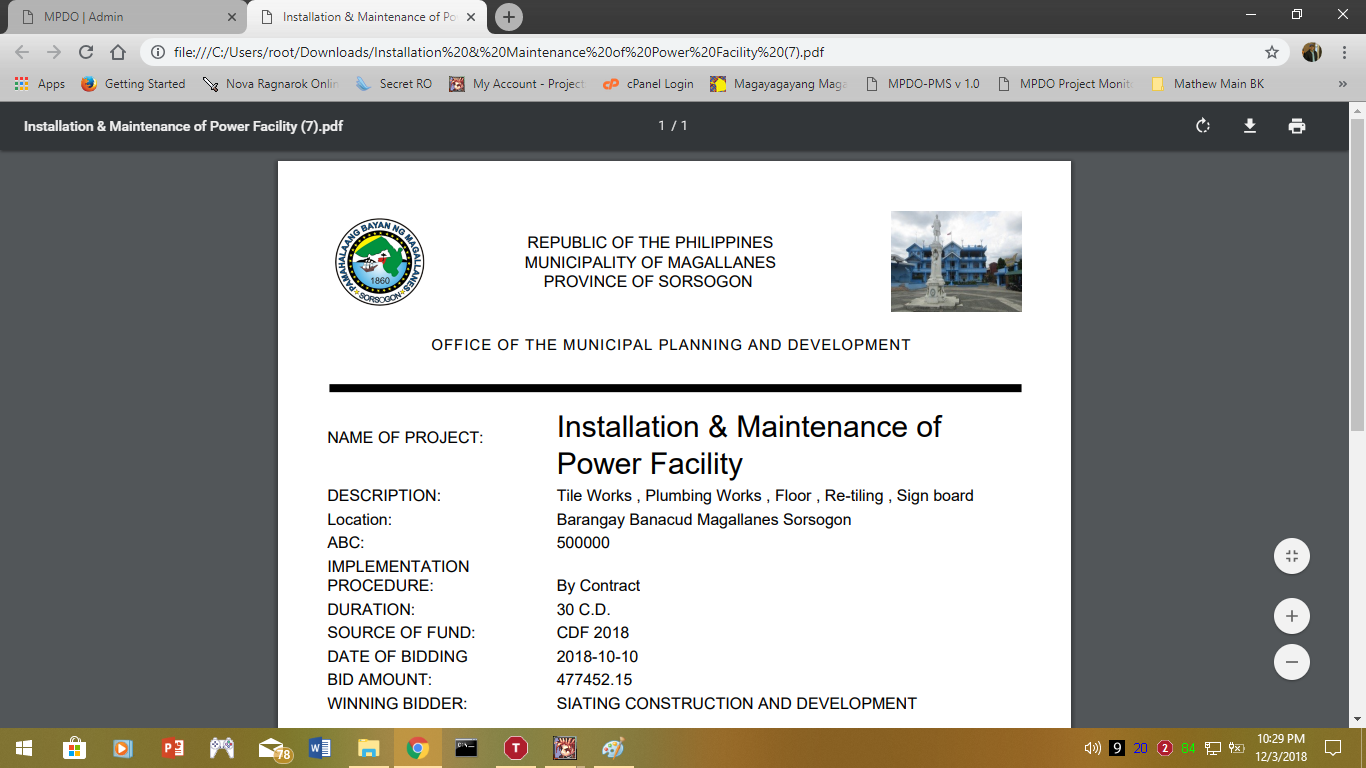 MPDO | Admin
Installation & Maintenance of Po
file:///C:/Users/root/Downloads/Installation%20&%20Maintenance%20of%20Power%20Facility%20(7).pdf
Apps Getting Started Nova Ragnarok Onlin Secret RO My Account - Project cPanel Login Magayagayang Maga MPDO-PMS v 1.0 MPDO Project Monit Mathew Main BK »
Installation & Maintenance of Power Facility (7).pdf 1 / 1
PAMAHALAANG BAYAN NG MAGALLANES
1860
SORSOGON
REPUBLIC OF THE PHILIPPINES
MUNICIPALITY OF MAGALLANES
PROVINCE OF SORSOGON
OFFICE OF THE MUNICIPAL PLANNING AND DEVELOPMENT
NAME OF PROJECT: Installation & Maintenance of
Power Facility
DESCRIPTION: Tile Works , Plumbing Works , Floor , Re-tiling , Sign board
Location: Barangay Banacud Magallanes Sorsogon
ABC: 500000
IMPLEMENTATION
PROCEDURE: By Contract
DURATION: 30 C.D.
SOURCE OF FUND: CDF 2018
DATE OF BIDDING 2018-10-10
BID AMOUNT: 477452.15
WINNING BIDDER: SIATING CONSTRUCTION AND DEVELOPMENT
78 T 9 20 2 84 10:29 PM
12/3/2018